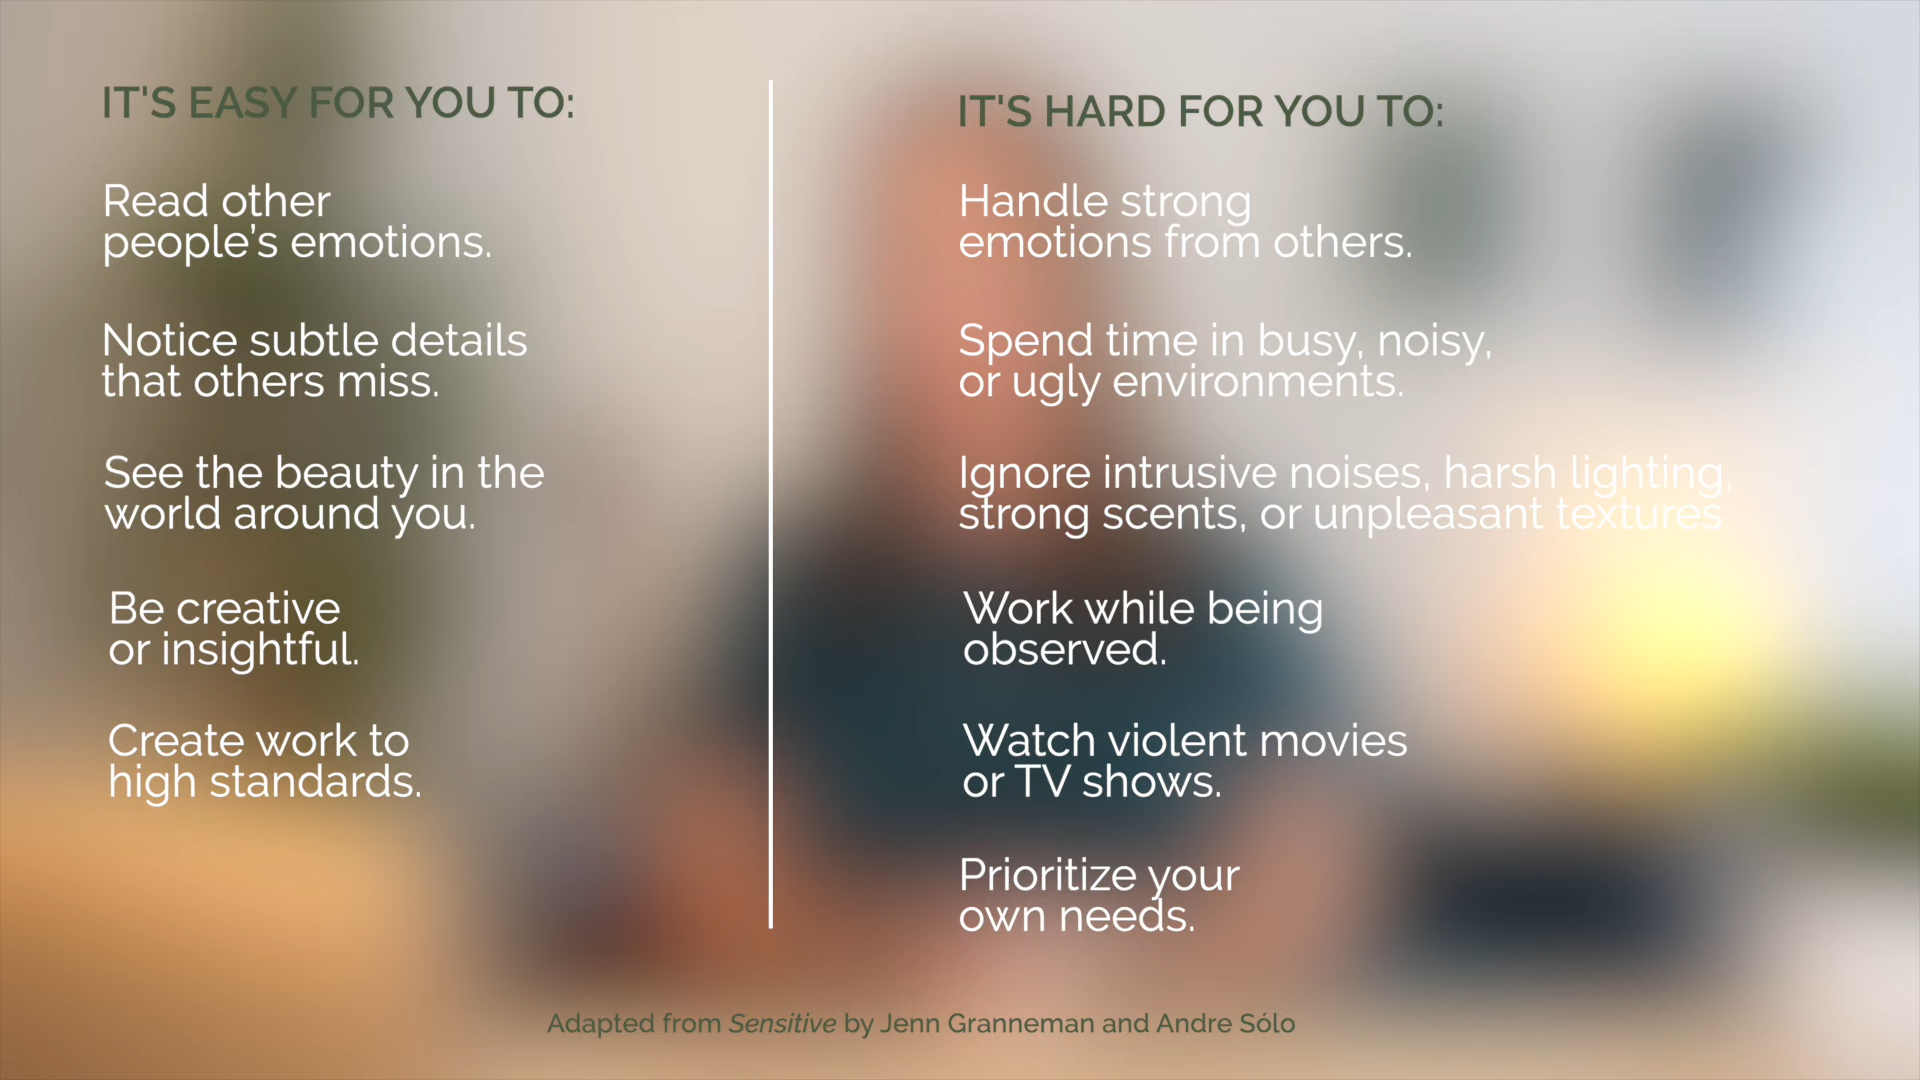 IT'S EASY FOR YOU TO:
Read other
people’s emotions.
Notice subtle details
that others miss.
See the beauty in the
world around you.
Be creative
or insightful.
Create work to
high standards.
IT'S HARD FOR YOU TO:
Handle strong
emotions from others.
Spend time in busy, noisy,
or ugly environments.
Ignore intrusive noises, harsh lighting,
strong scents, or unpleasant textures.
Work while being
observed.
Watch violent movies
or TV shows.
Prioritize your
own needs.
Adapted from Sensitive by Jenn Granneman and Andre Sólo